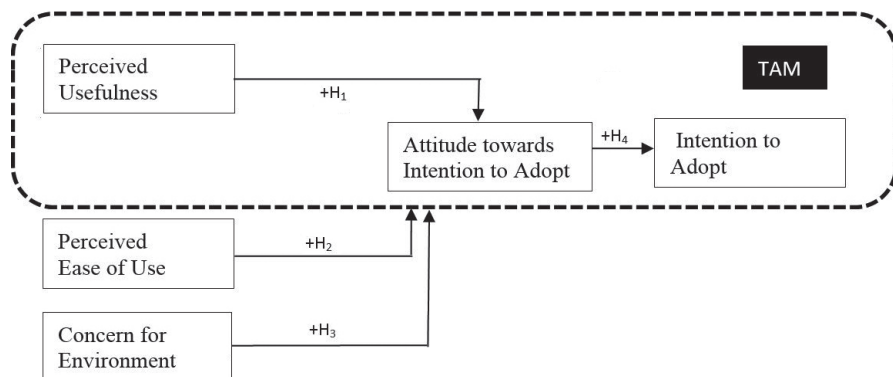 Perceived
Usefulness
+H₁
TAM
Attitude towards
Intention to Adopt
+H₄
Intention to
Adopt
Perceived
Ease of Use
+H₂
Concern for
Environment
+H₃